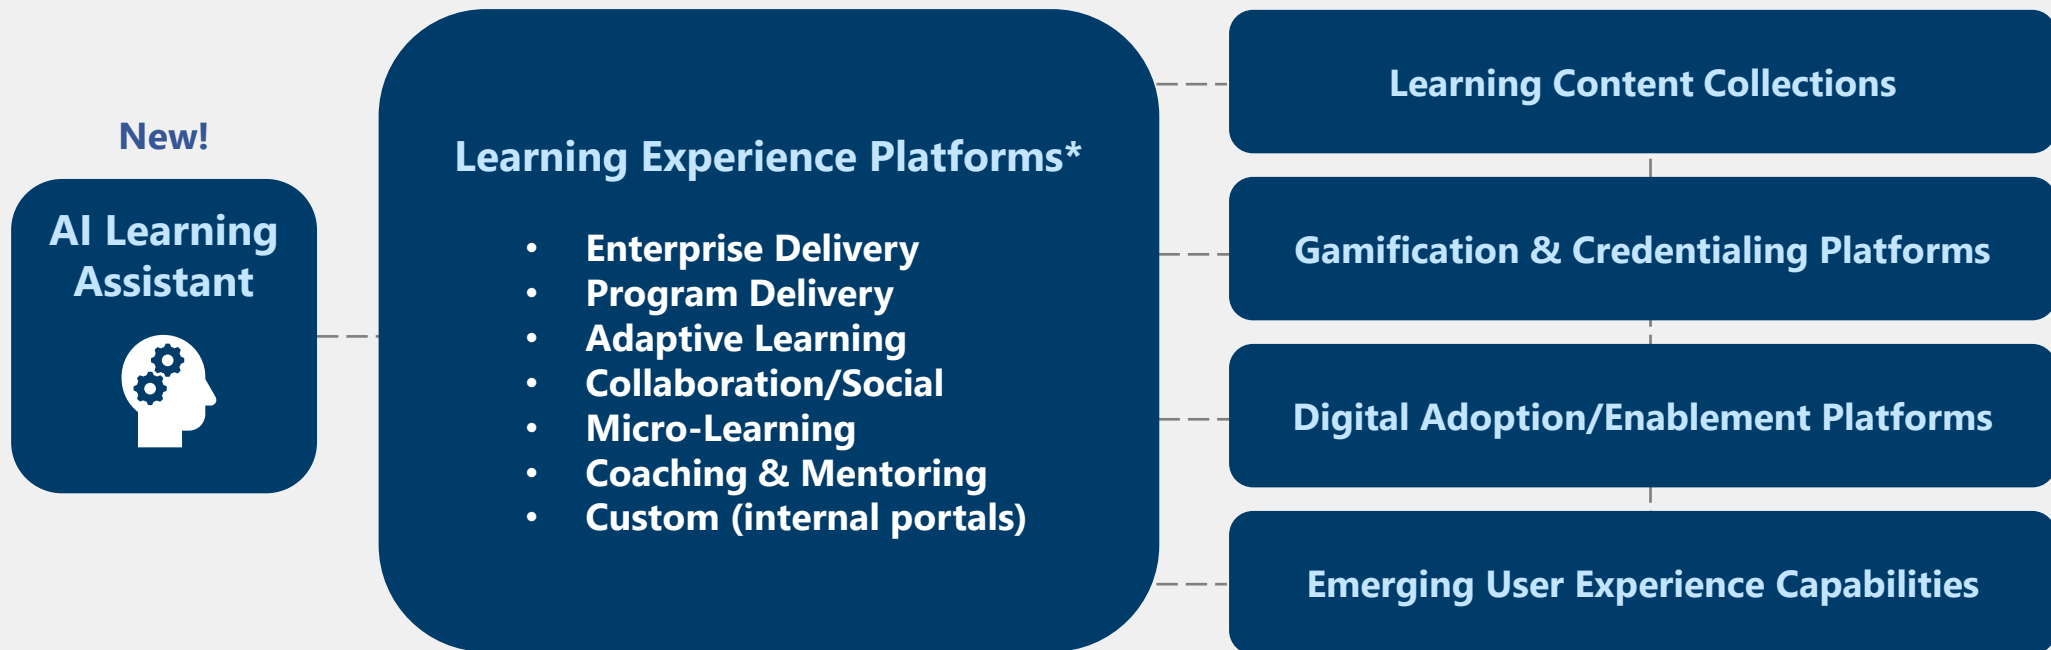 New!
AI Learning
Assistant
Learning Experience Platforms*
• Enterprise Delivery
• Program Delivery
• Adaptive Learning
• Collaboration/Social
• Micro-Learning
• Coaching & Mentoring
• Custom (internal portals)
Learning Content Collections
Gamification & Credentialing Platforms
Digital Adoption/Enablement Platforms
Emerging User Experience Capabilities